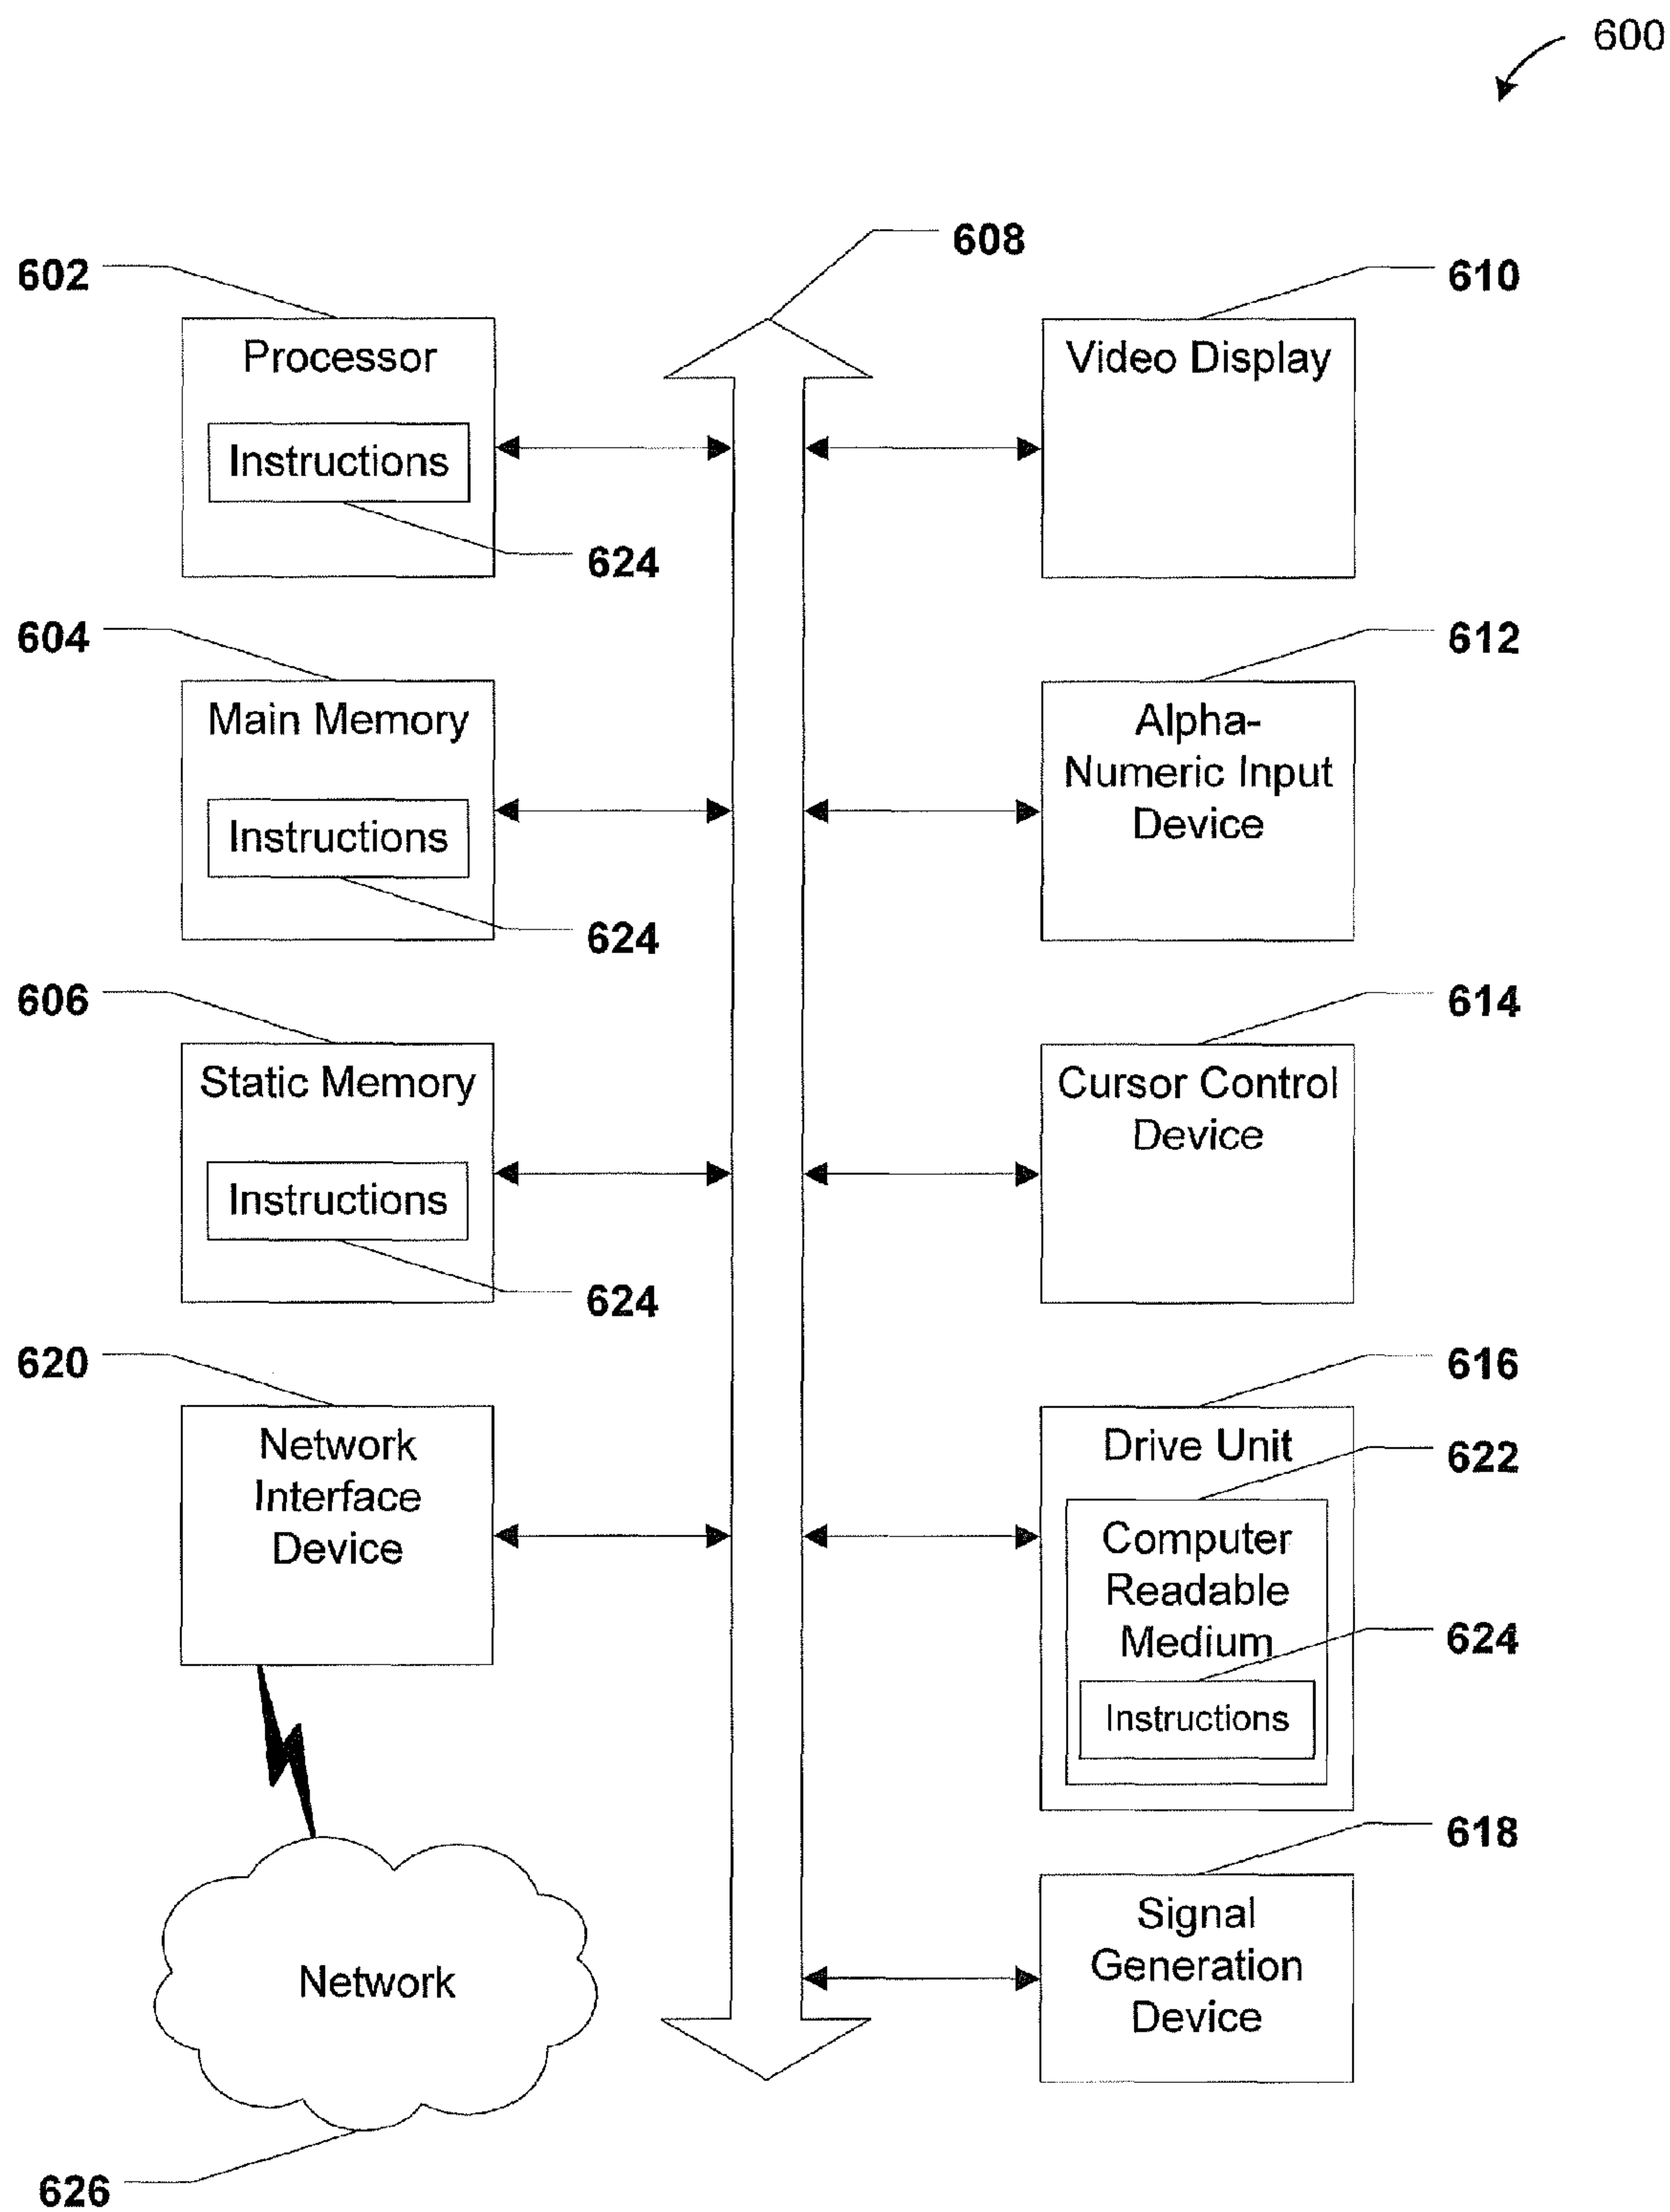 600
608
602
610
Processor
Instructions
624
Video Display
604
612
Main Memory
Instructions
624
Alpha-
Numeric Input
Device
606
614
Static Memory
Instructions
624
Cursor Control
Device
620
616
Network
Interface
Device
Drive Unit
622
Computer
Readable
Medium
624
Instructions
618
Signal
Generation
Device
Network
626